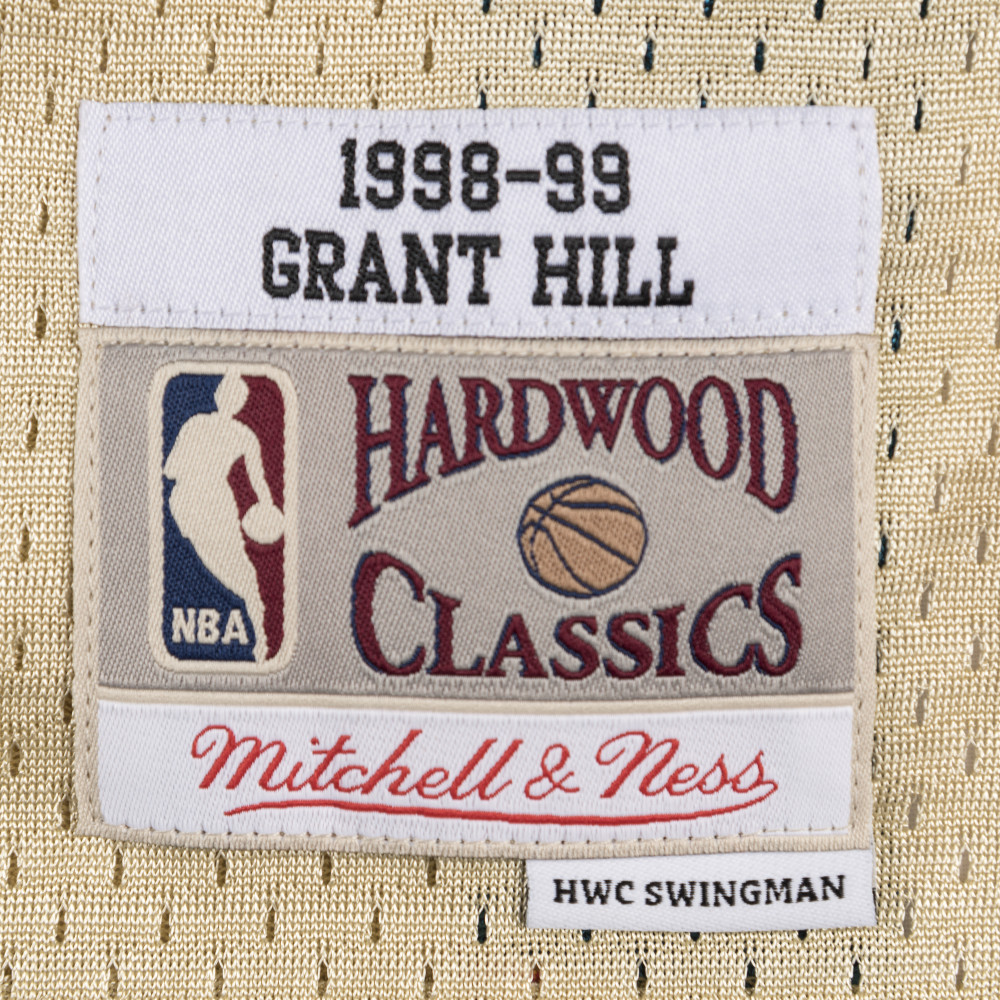 1998-99
GRANT HILL
NBA
HARDWOOD
CLASSICS
Mitchell & Ness
HWC SWINGMAN